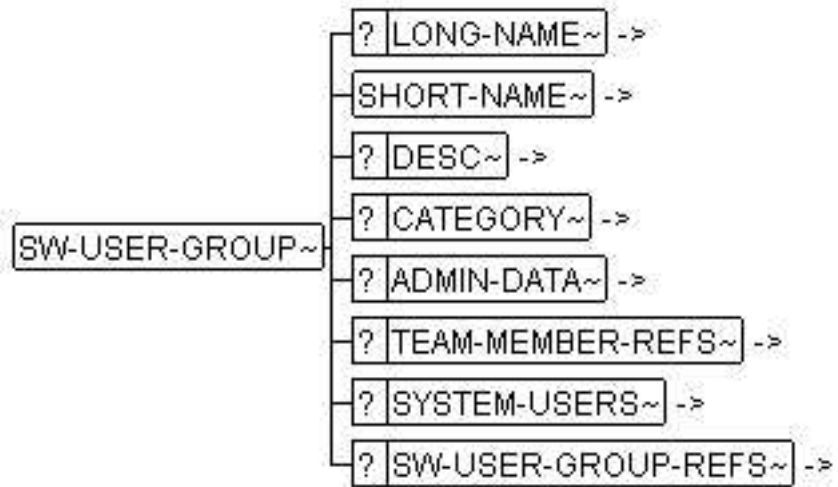 ? LONG-NAME~ ->
SHORT-NAME~ ->
? DESC~ ->
? CATEGORY~ ->
SW-USER-GROUP~
? ADMIN-DATA~ ->
? TEAM-MEMBER-REFS~ ->
? SYSTEM-USERS~ ->
? SW-USER-GROUP-REFS~ ->